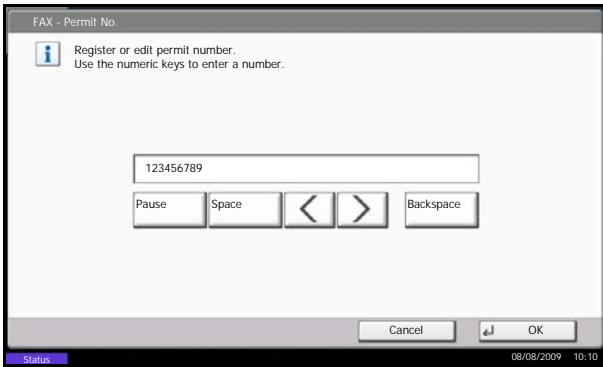 FAX - Permit No.
Register or edit permit number.
Use the numeric keys to enter a number.
123456789
Pause Space < > Backspace
Cancel OK
Status 08/08/2009 10:10